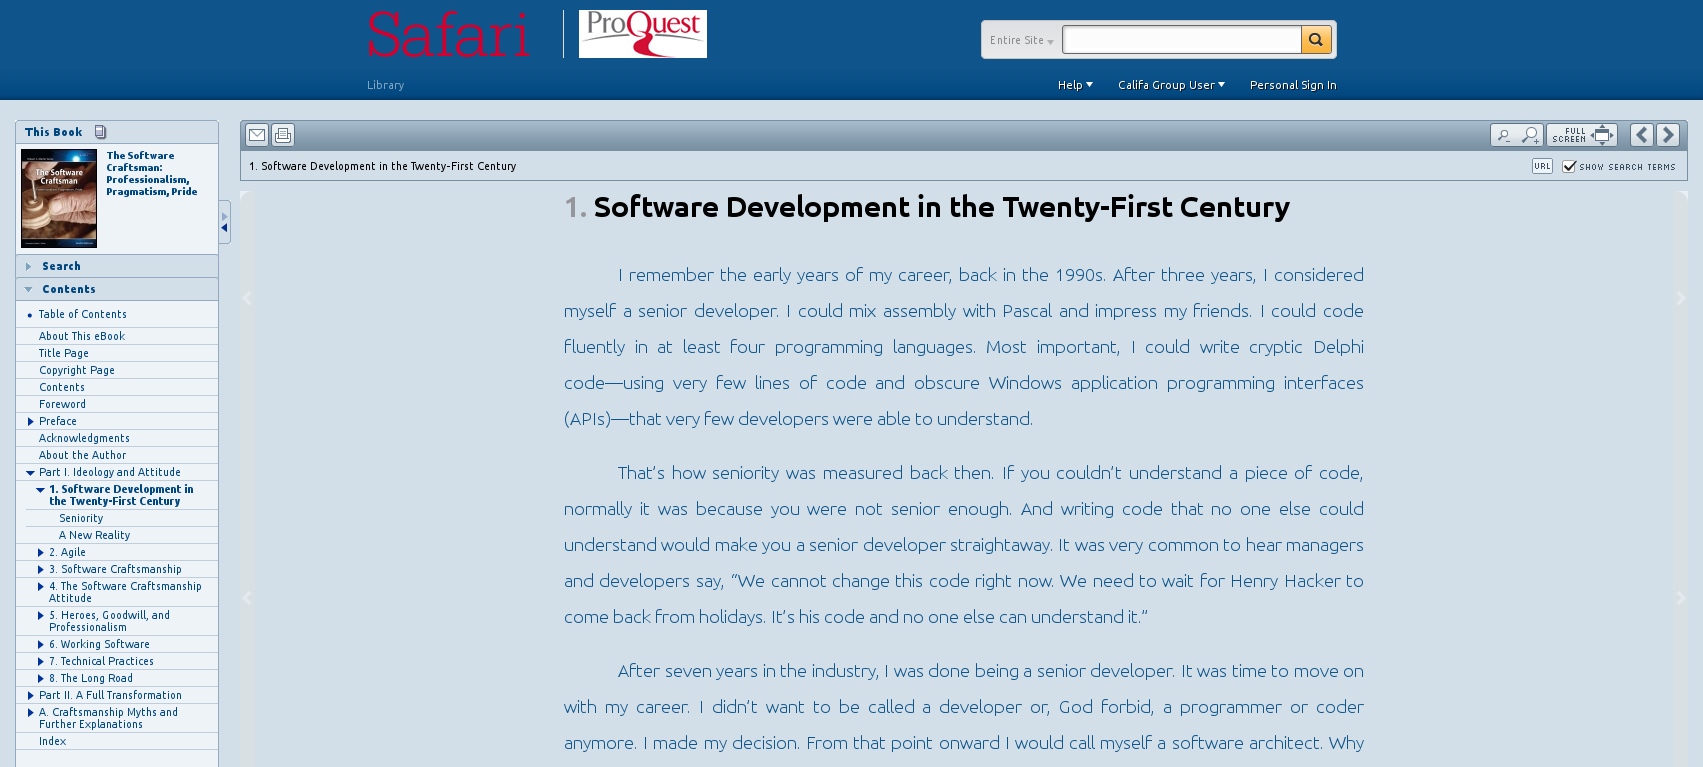 Safari
ProQuest
Entire Site
Library
Help
Califa Group User
Personal Sign In
This Book
The Software
Craftsman
The Software
Craftsman:
Professionalism,
Pragmatism, Pride
Search
Contents
Table of Contents
About This eBook
Title Page
Copyright Page
Contents
Foreword
Preface
Acknowledgments
About the Author
Part I. Ideology and Attitude
1. Software Development in
the Twenty-First Century
Seniority
A New Reality
2. Agile
3. Software Craftsmanship
4. The Software Craftsmanship
Attitude
5. Heroes, Goodwill, and
Professionalism
6. Working Software
7. Technical Practices
8. The Long Road
Part II. A Full Transformation
A. Craftsmanship Myths and
Further Explanations
Index
FULL
SCREEN
1. Software Development in the Twenty-First Century
URL
SHOW SEARCH TERMS
1. Software Development in the Twenty-First Century
I remember the early years of my career, back in the 1990s. After three years, I considered
myself a senior developer. I could mix assembly with Pascal and impress my friends. I could code
fluently in at least four programming languages. Most important, I could write cryptic Delphi
code—using very few lines of code and obscure Windows application programming interfaces
(APIs)—that very few developers were able to understand.
That’s how seniority was measured back then. If you couldn’t understand a piece of code,
normally it was because you were not senior enough. And writing code that no one else could
understand would make you a senior developer straightaway. It was very common to hear managers
and developers say, “We cannot change this code right now. We need to wait for Henry Hacker to
come back from holidays. It’s his code and no one else can understand it.”
After seven years in the industry, I was done being a senior developer. It was time to move on
with my career. I didn’t want to be called a developer or, God forbid, a programmer or coder
anymore. I made my decision. From that point onward I would call myself a software architect. Why